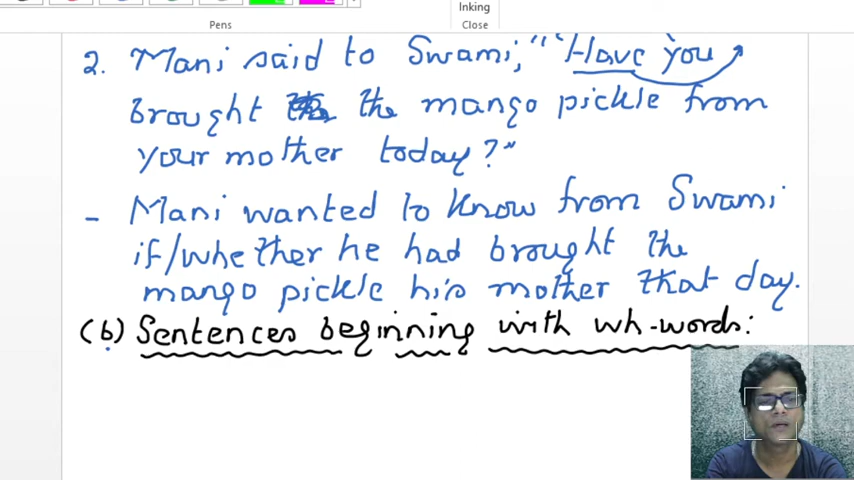 Inking
Pens
Close
2. Mani said to Swami, "Have you
brought the mango pickle from
your mother today?"
- Mani wanted to know from Swami
if/whether he had brought the
mango pickle his mother that day.
(b) Sentences beginning with wh-words: